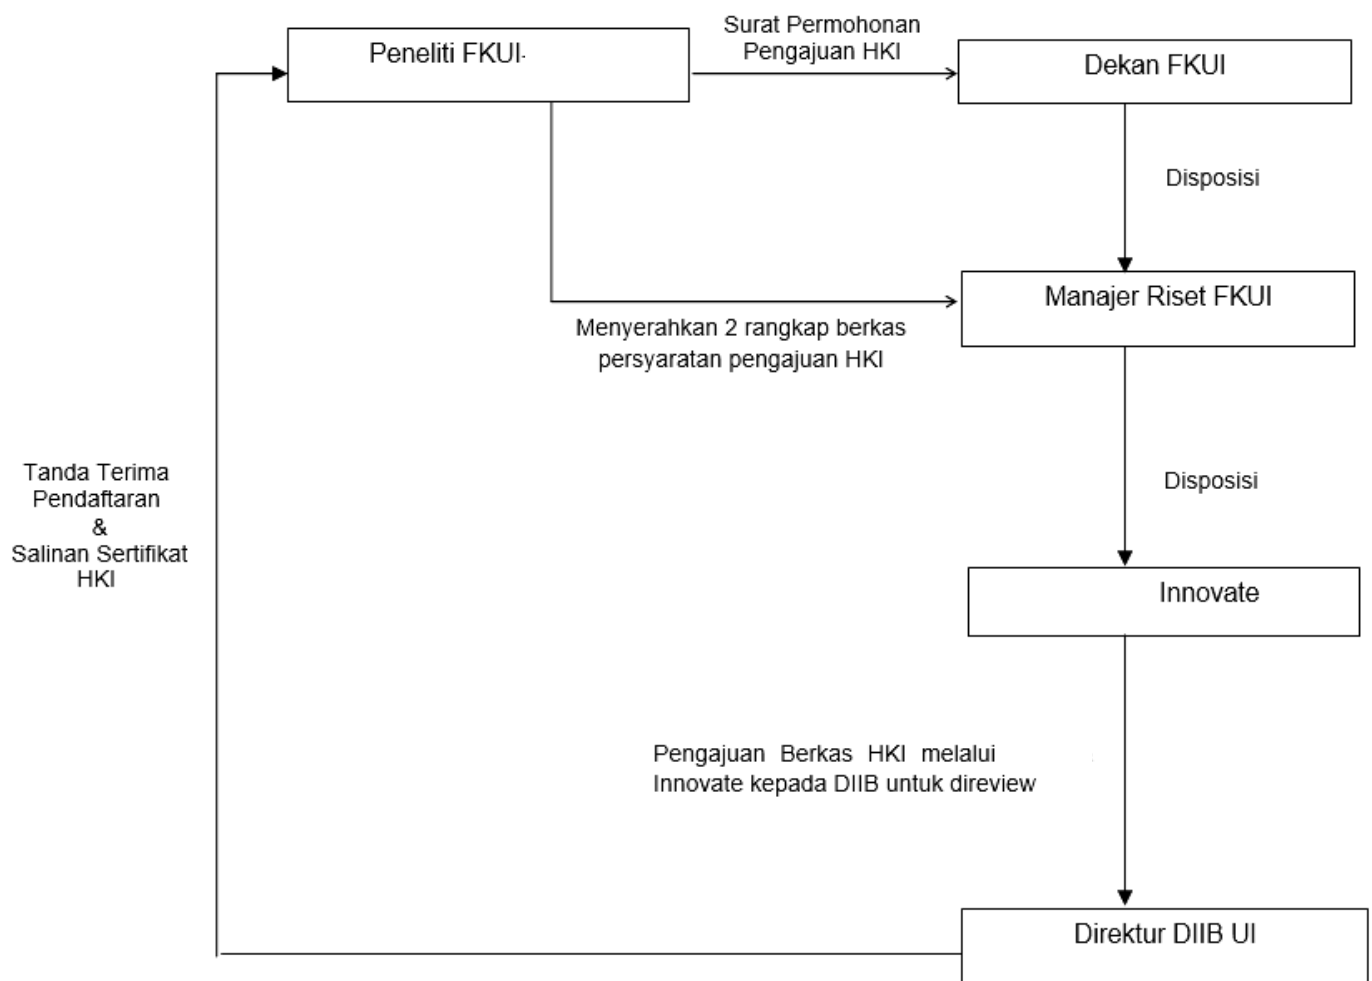 Surat Permohonan
Pengajuan HKI
Peneliti FKUI
Dekan FKUI
Disposisi
Manajer Riset FKUI
Menyerahkan 2 rangkap berkas
persyaratan pengajuan HKI
Tanda Terima
Pendaftaran
&
Salinan Sertifikat
HKI
Disposisi
Innovate
Pengajuan Berkas HKI melalui
Innovate kepada DIIB untuk direview
Direktur DIIB UI